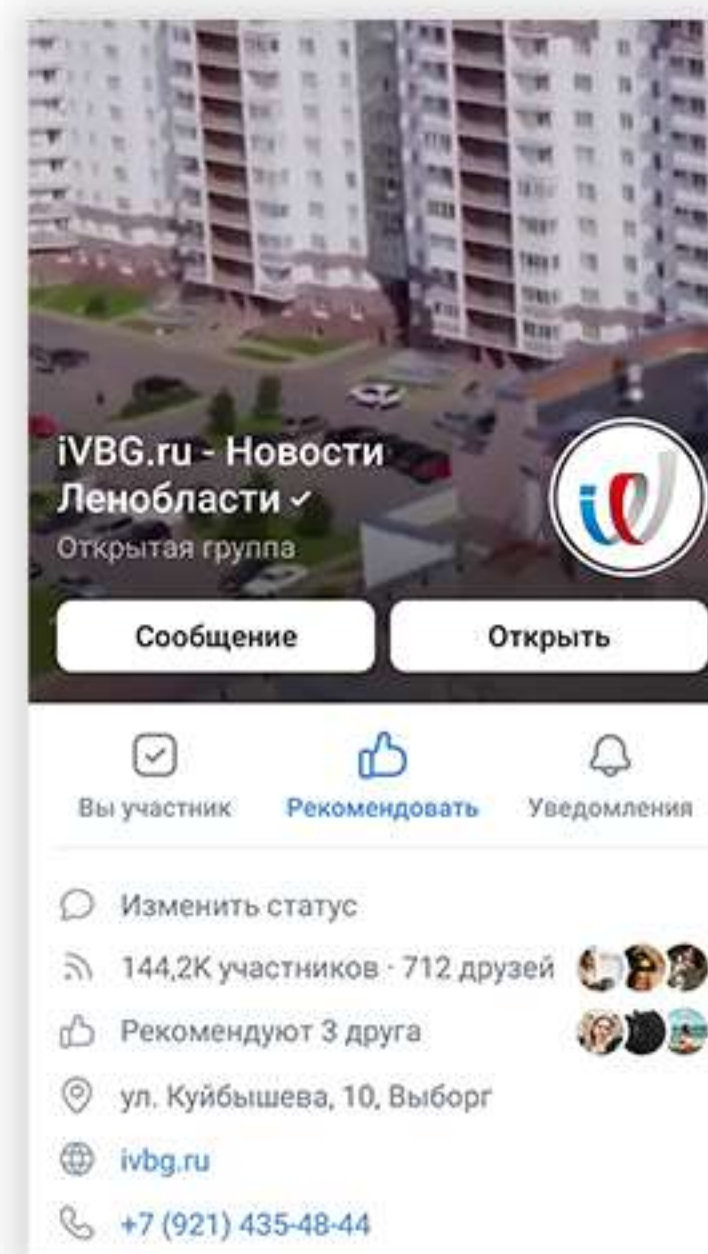 iVBG.ru - Новости
Ленобласти
Открытая группа
Сообщение
Открыть
Вы участник
Рекомендовать
Уведомления
Изменить статус
144,2K участников · 712 друзей
Рекомендуют 3 друга
ул. Куйбышева, 10, Выборг
ivbg.ru
+7 (921) 435-48-44